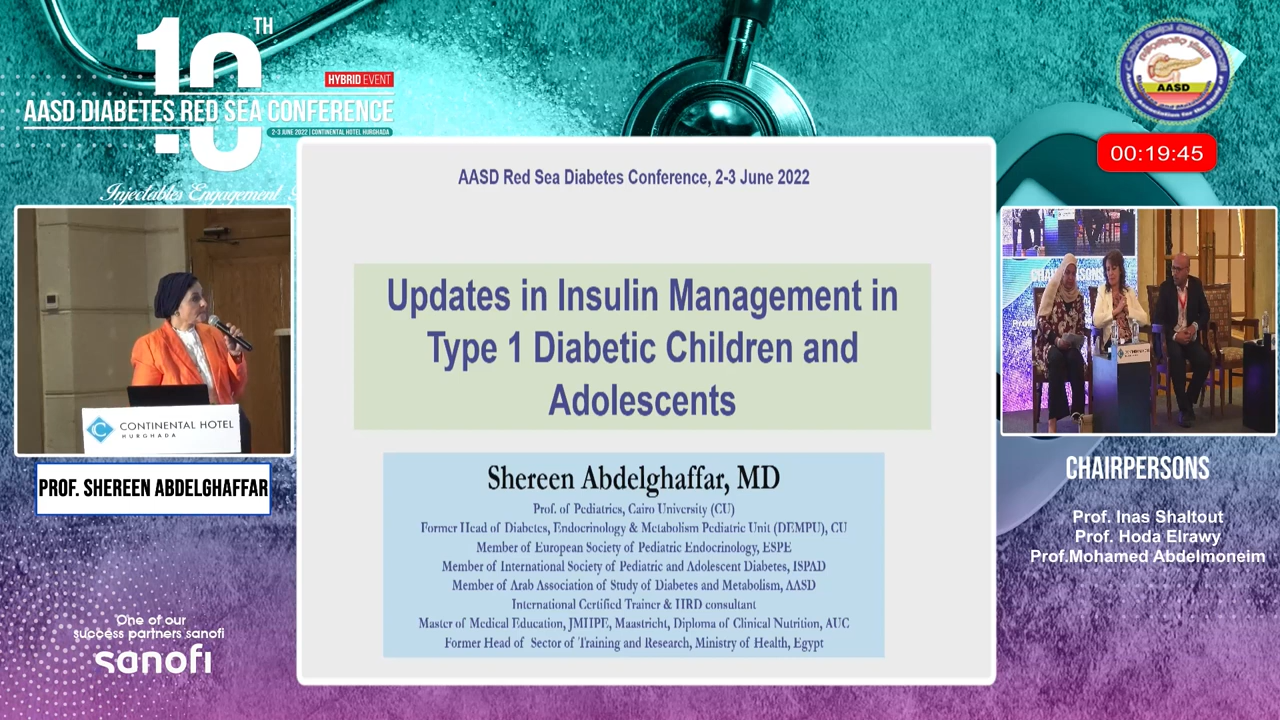 10TH
HYBRID EVENT
AASD DIABETES RED SEA CONFERENCE
2-3 JUNE 2022 | CONTINENTAL HOTEL HURGHADA
Injectables Engagement
AASD
00:19:45
AASD Red Sea Diabetes Conference, 2-3 June 2022
Updates in Insulin Management in
Type 1 Diabetic Children and
Adolescents
Shereen Abdelghaffar, MD
Prof. of Pediatrics, Cairo University (CU)
Former Head of Diabetes, Endocrinology & Metabolism Pediatric Unit (DEMPU), CU
Member of European Society of Pediatric Endocrinology, ESPE
Member of International Society of Pediatric and Adolescent Diabetes, ISPAD
Member of Arab Association of Study of Diabetes and Metabolism, AASD
International Certified Trainer & HRD consultant
Master of Medical Education, JMHPE, Maastricht, Diploma of Clinical Nutrition, AUC
Former Head of Sector of Training and Research, Ministry of Health, Egypt
CONTINENTAL HOTEL
HURGHADA
PROF. SHEREEN ABDELGHAFFAR
CHAIRPERSONS
Prof. Inas Shaltout
Prof. Hoda Elrawy
Prof.Mohamed Abdelmoneim
One of our
success partners sanofi
sanofi